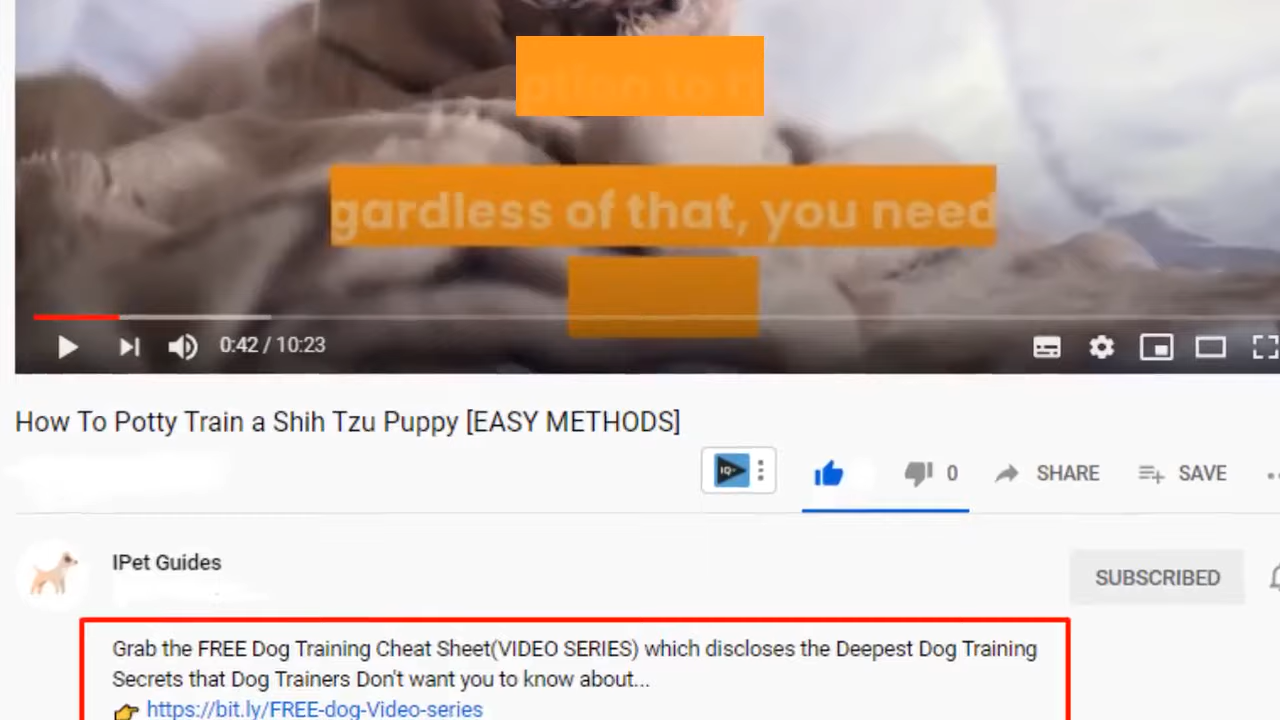 gardless of that, you need
0:42 / 10:23
How To Potty Train a Shih Tzu Puppy [EASY METHODS]
IQ
0
SHARE
SAVE
IPet Guides
SUBSCRIBED
Grab the FREE Dog Training Cheat Sheet(VIDEO SERIES) which discloses the Deepest Dog Training
Secrets that Dog Trainers Don't want you to know about...
https://bit.ly/FREE-dog-Video-series